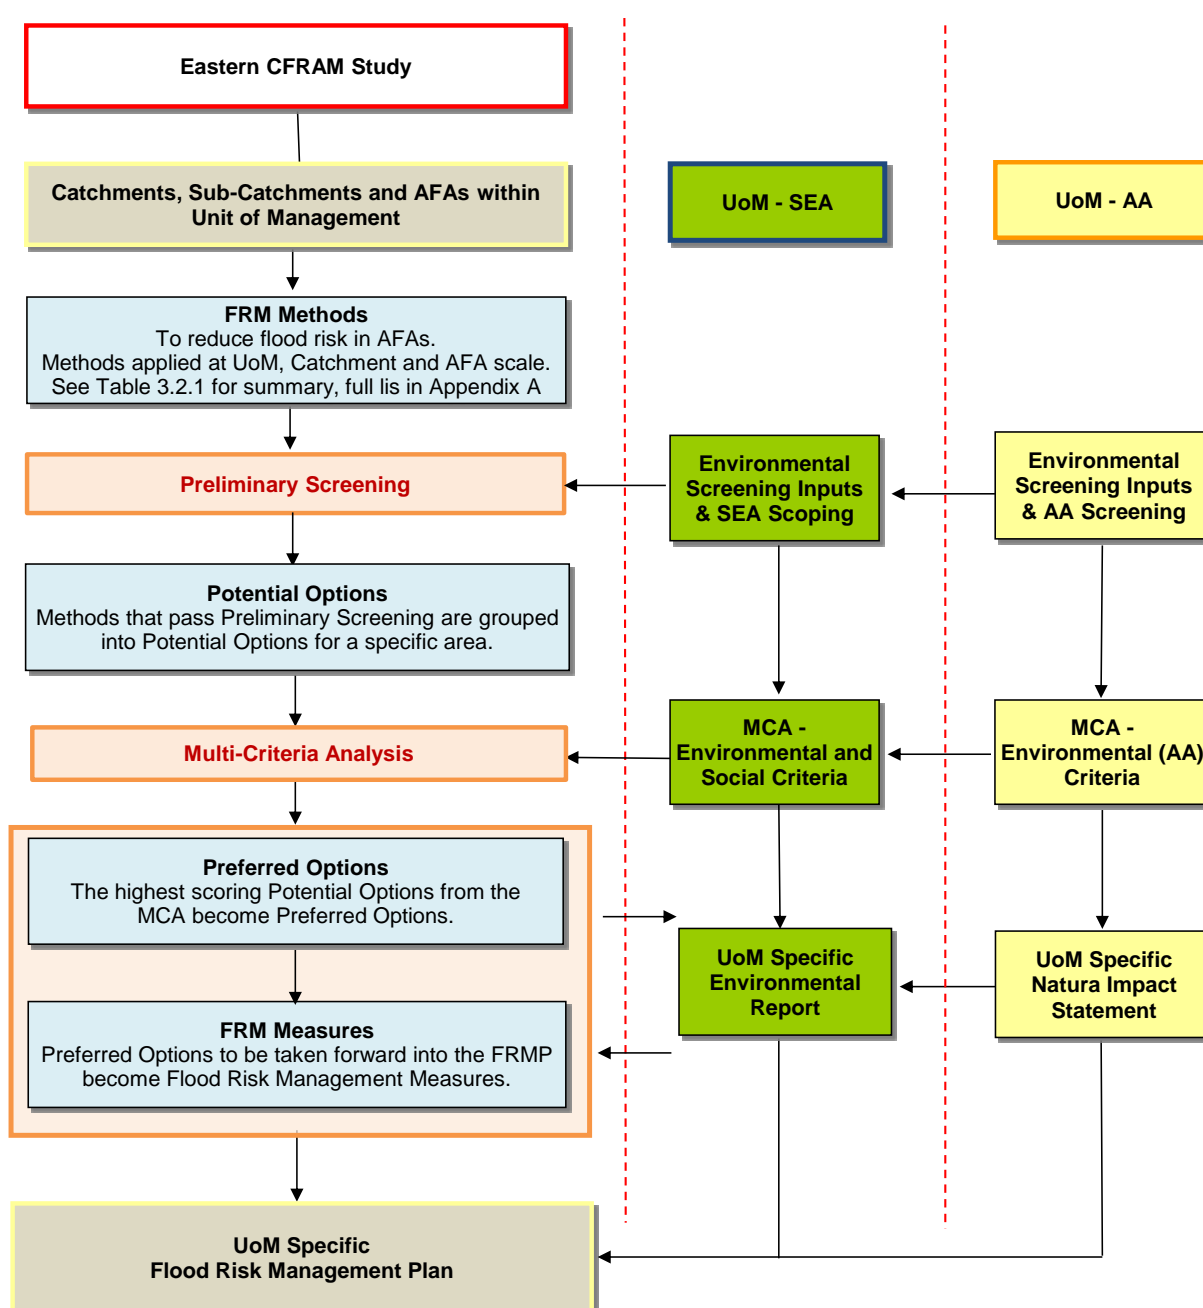 Eastern CFRAM Study
Catchments, Sub-Catchments and AFAs within
Unit of Management
UoM - SEA
UoM - AA
FRM Methods
To reduce flood risk in AFAs.
Methods applied at UoM, Catchment and AFA scale.
See Table 3.2.1 for summary, full lis in Appendix A
Preliminary Screening
Environmental
Screening Inputs
& SEA Scoping
Environmental
Screening Inputs
& AA Screening
Potential Options
Methods that pass Preliminary Screening are grouped
into Potential Options for a specific area.
Multi-Criteria Analysis
MCA -
Environmental and
Social Criteria
MCA -
Environmental (AA)
Criteria
Preferred Options
The highest scoring Potential Options from the
MCA become Preferred Options.
UoM Specific
Environmental
Report
UoM Specific
Natura Impact
Statement
FRM Measures
Preferred Options to be taken forward into the FRMP
become Flood Risk Management Measures.
UoM Specific
Flood Risk Management Plan